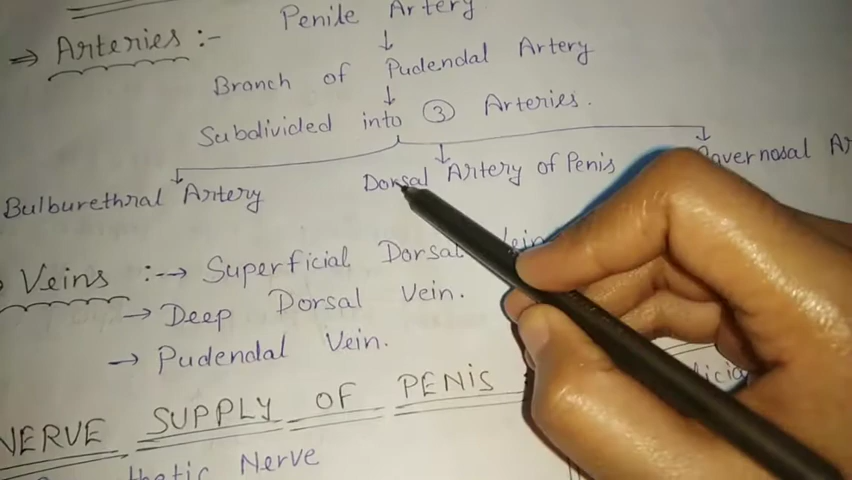 Penile Artery
⇒ Arteries :-
↓
Branch of Pudendal Artery
↓
Subdivided into ③ Arteries.
Bulburethral Artery Dorsal Artery of Penis
Veins :-→ Superficial Dorsal Vein
→ Deep Dorsal Vein.
→ Pudendal Vein.
NERVE SUPPLY OF PENIS
Nerve